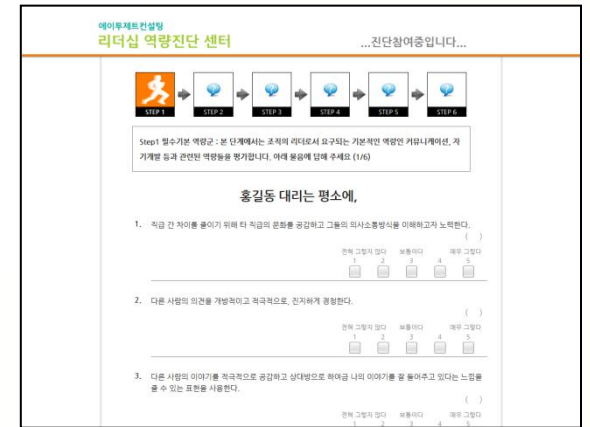 에이투제트컨설팅
리더십 역량진단 센터
...진단참여중입니다...
STEP 1 STEP 2 STEP 3 STEP 4 STEP 5 STEP 6
Step1 필수기본 역량군 : 본 단계에서는 조직의 리더로서 요구되는 기본적인 역량인 커뮤니케이션, 자
기개발 등과 관련된 역량들을 평가합니다. 아래 물음에 답해 주세요 (1/6)
홍길동 대리는 평소에,
1. 직급 간 차이를 줄이기 위해 타 직급의 문화를 공감하고 그들의 의사소통방식을 이해하고자 노력한다.
( )
전혀 그렇지 않다 보통이다 매우 그렇다
1 2 3 4 5
2. 다른 사람의 의견을 개방적이고 적극적으로, 진지하게 경청한다.
( )
전혀 그렇지 않다 보통이다 매우 그렇다
1 2 3 4 5
3. 다른 사람의 이야기를 적극적으로 공감하고 상대방으로 하여금 나의 이야기를 잘 들어주고 있다는 느낌을
줄 수 있는 표현을 사용한다.
( )
전혀 그렇지 않다 보통이다 매우 그렇다
1 2 3 4 5